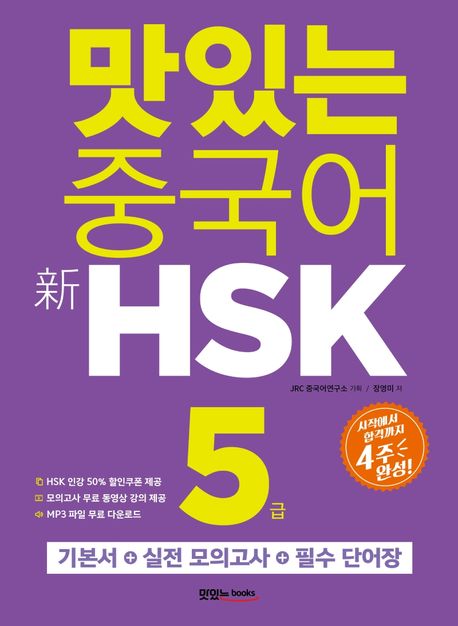 맛있는
중국어
新HSK
JRC 중국어연구소 기획 / 장영미 저
5급
시작에서
합격까지
4주
완성!
HSK 인강 50% 할인쿠폰 제공
모의고사 무료 동영상 강의 제공
MP3 파일 무료 다운로드
기본서 + 실전 모의고사 + 필수 단어장
맛있는 books